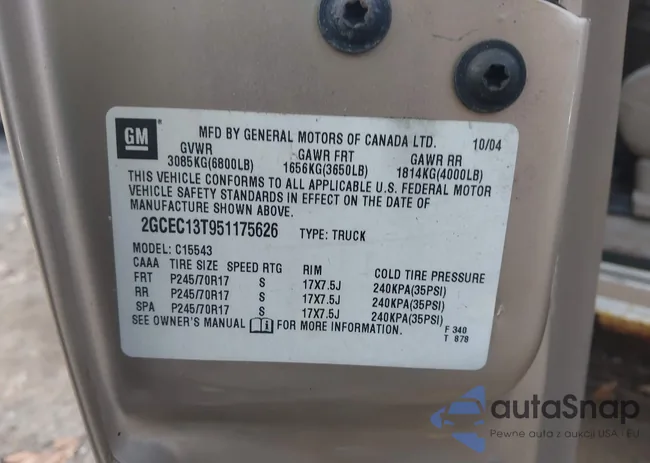 GM
MFD BY GENERAL MOTORS OF CANADA LTD. 10/04
GVWR GAWR FRT GAWR RR
3085KG(6800LB) 1656KG(3650LB) 1814KG(4000LB)
THIS VEHICLE CONFORMS TO ALL APPLICABLE U.S. FEDERAL MOTOR
VEHICLE SAFETY STANDARDS IN EFFECT ON THE DATE OF
MANUFACTURE SHOWN ABOVE.
2GCEC13T951175626 TYPE: TRUCK
MODEL: C15543
CAAA TIRE SIZE SPEED RTG RIM COLD TIRE PRESSURE
FRT P245/70R17 S 17X7.5J 240KPA(35PSI)
RR P245/70R17 S 17X7.5J 240KPA(35PSI)
SPA P245/70R17 S 17X7.5J 240KPA(35PSI)
SEE OWNER'S MANUAL FOR MORE INFORMATION.
F 340
T 878
autaSnap
Pewne auta z aukcji USA - EU